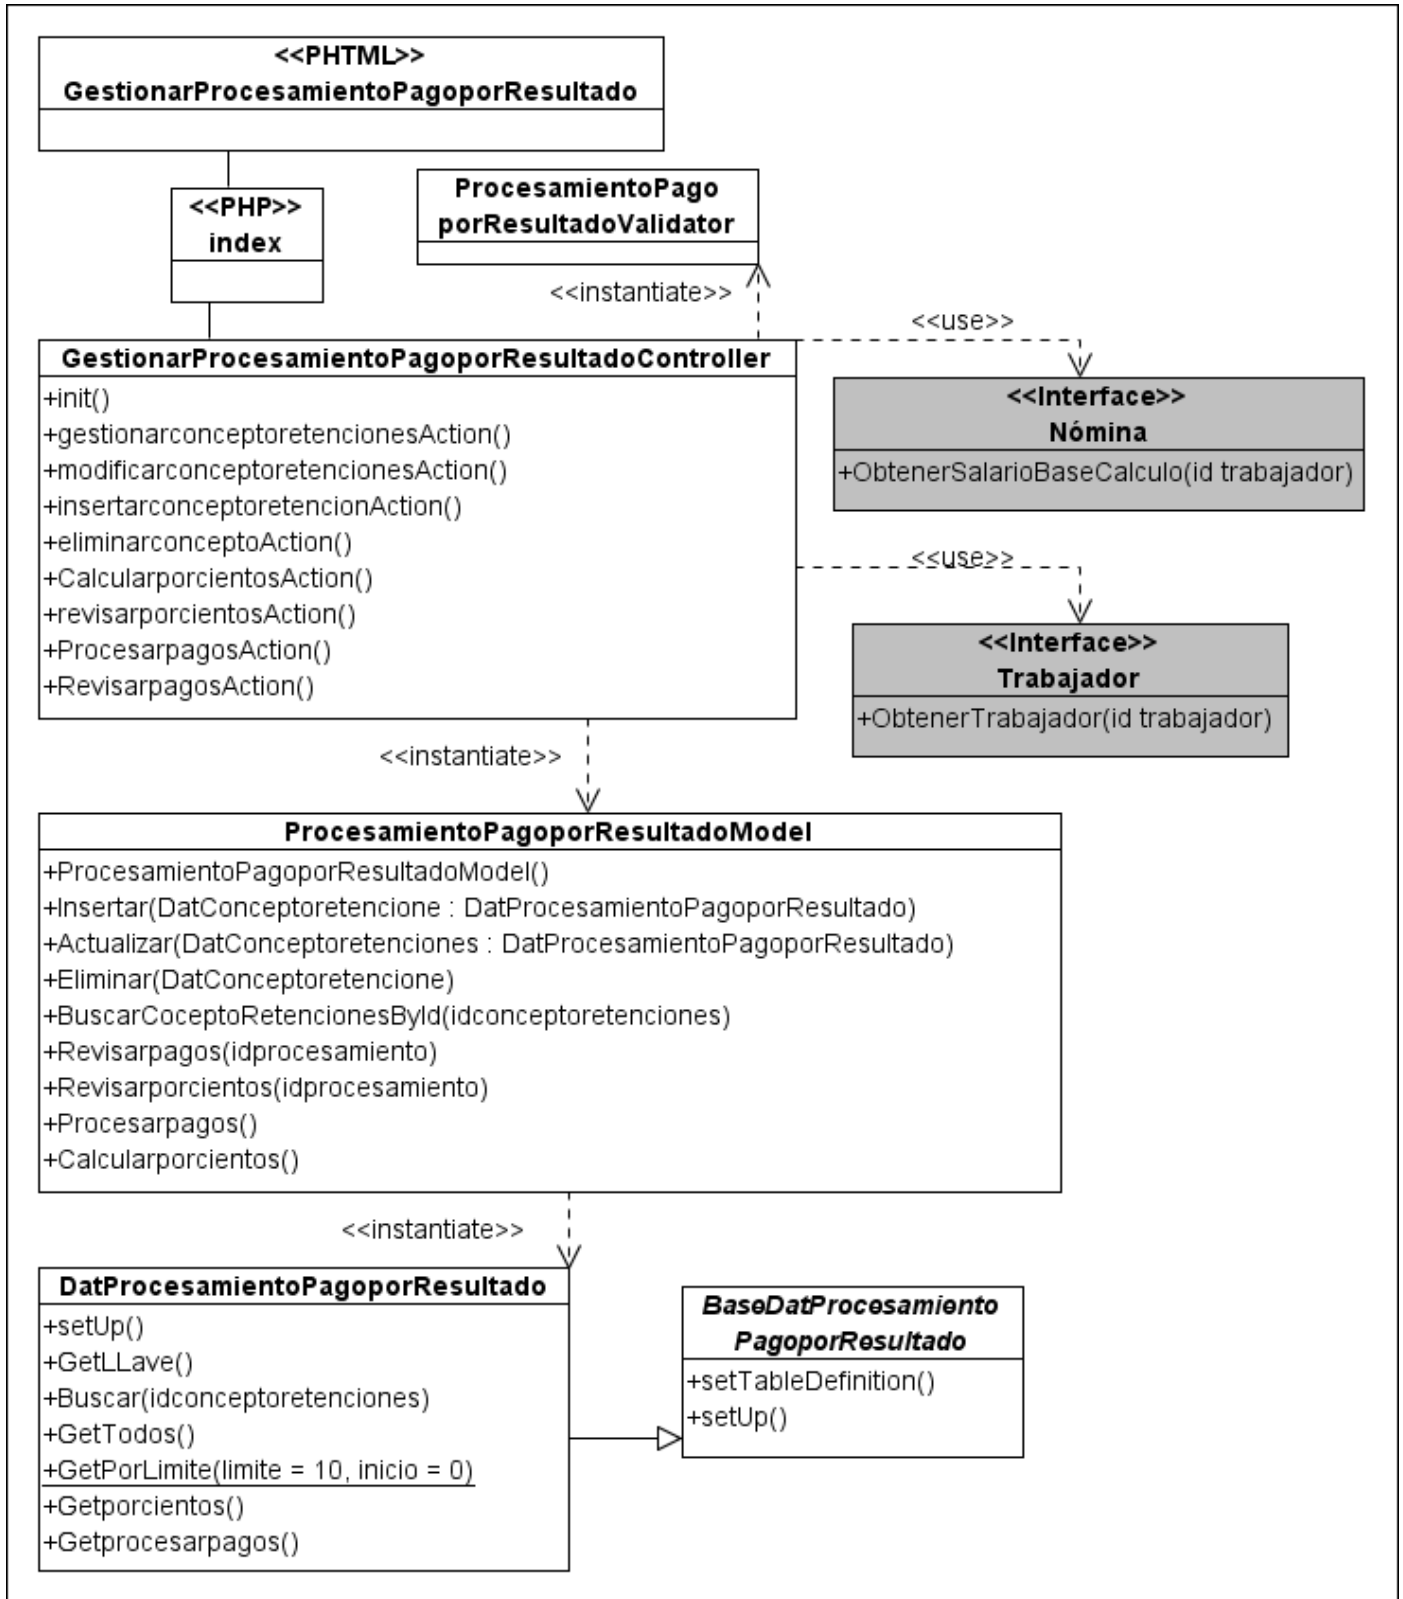 <<PHTML>>
GestionarProcesamientoPagoporResultado
<<PHP>>
index
ProcesamientoPago
porResultadoValidator
<<instantiate>>
<<use>>
GestionarProcesamientoPagoporResultadoController
+init()
+gestionarconceptoretencionesAction()
+modificarconceptoretencionesAction()
+insertarconceptoretencionAction()
+eliminarconceptoAction()
+CalcularporcientosAction()
+revisarporcientosAction()
+ProcesarpagosAction()
+RevisarpagosAction()
<<Interface>>
Nómina
+ObtenerSalarioBaseCalculo(id trabajador)
<<use>>
<<Interface>>
Trabajador
+ObtenerTrabajador(id trabajador)
<<instantiate>>
ProcesamientoPagoporResultadoModel
+ProcesamientoPagoporResultadoModel()
+Insertar(DatConceptoretencione : DatProcesamientoPagoporResultado)
+Actualizar(DatConceptoretenciones : DatProcesamientoPagoporResultado)
+Eliminar(DatConceptoretencione)
+BuscarCoceptoRetencionesById(idconceptoretenciones)
+Revisarpagos(idprocesamiento)
+Revisarporcientos(idprocesamiento)
+Procesarpagos()
+Calcularporcientos()
<<instantiate>>
DatProcesamientoPagoporResultado
+setUp()
+GetLLave()
+Buscar(idconceptoretenciones)
+GetTodos()
+GetPorLimite(limite = 10, inicio = 0)
+Getporcientos()
+Getprocesarpagos()
BaseDatProcesamiento
PagoporResultado
+setTableDefinition()
+setUp()